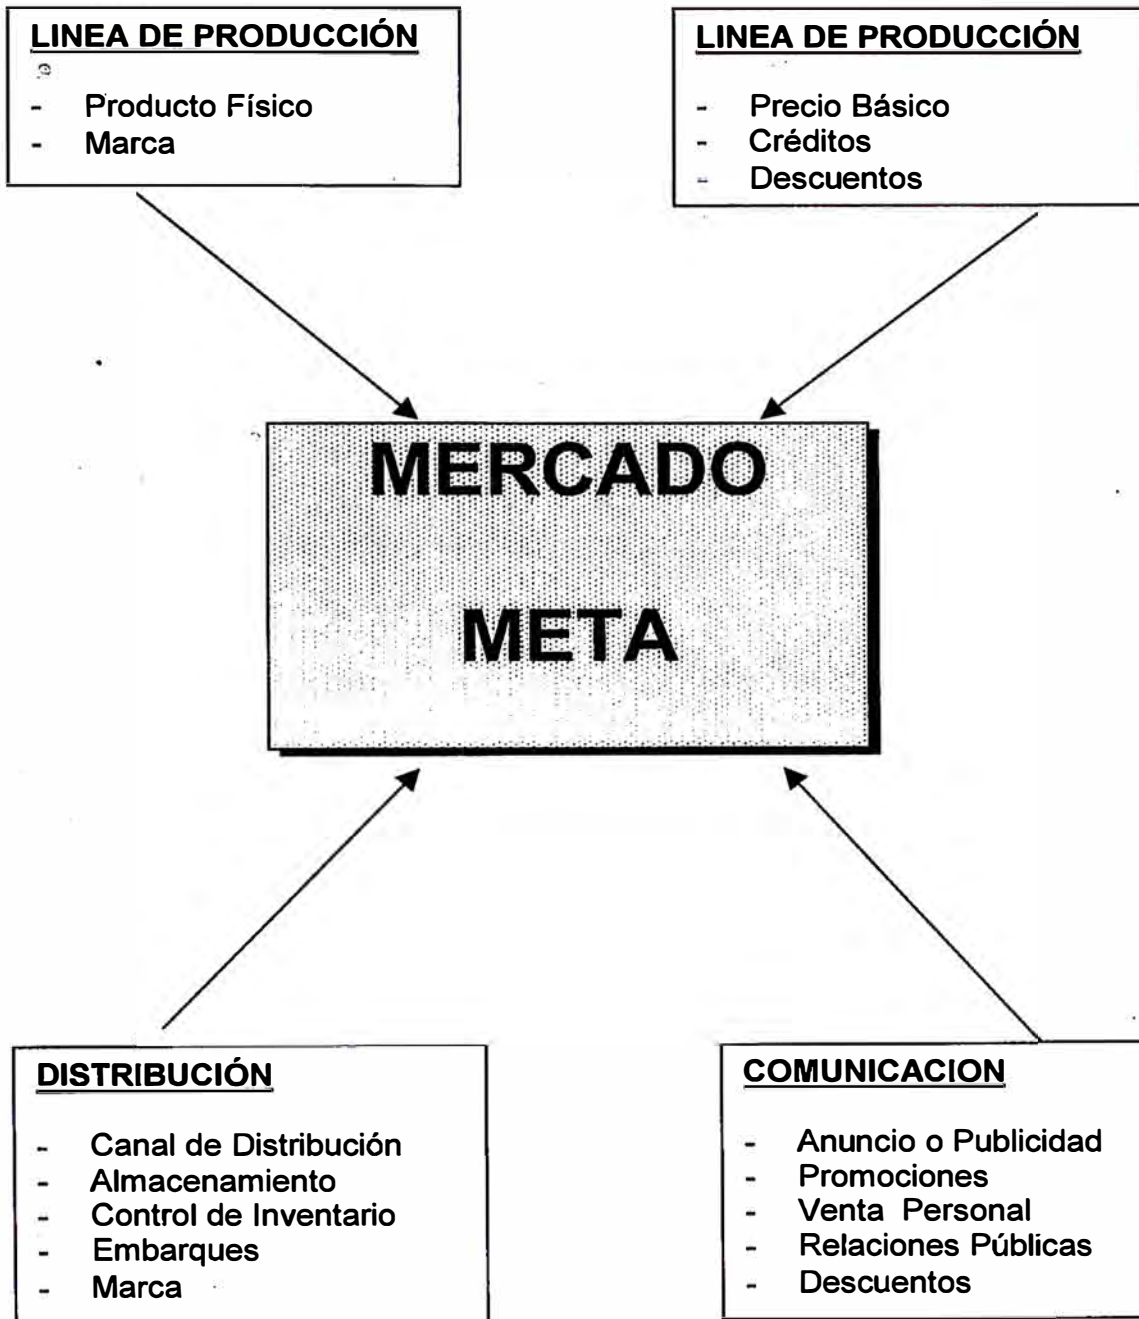 LINEA DE PRODUCCIÓN
- Producto Físico
- Marca
LINEA DE PRODUCCIÓN
- Precio Básico
- Créditos
- Descuentos
MERCADO
META
DISTRIBUCIÓN
- Canal de Distribución
- Almacenamiento
- Control de Inventario
- Embarques
- Marca
COMUNICACION
- Anuncio o Publicidad
- Promociones
- Venta Personal
- Relaciones Públicas
- Descuentos